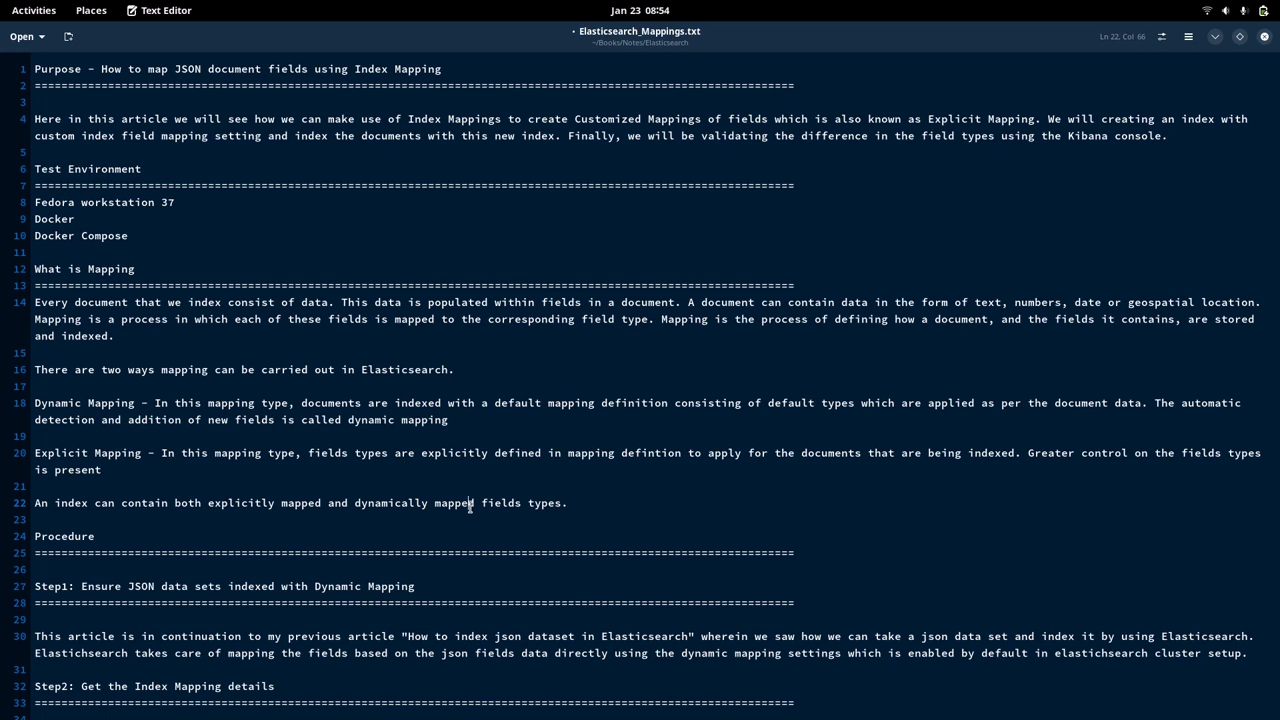 Activities Places Text Editor Jan 23 08:54
Open Elasticsearch_Mappings.txt Ln 22, Col 66
~/Books/Notes/Elasticsearch
1 Purpose - How to map JSON document fields using Index Mapping
2 ==================================================================================================================
3
4 Here in this article we will see how we can make use of Index Mappings to create Customized Mappings of fields which is also known as Explicit Mapping. We will creating an index with
custom index field mapping setting and index the documents with this new index. Finally, we will be validating the difference in the field types using the Kibana console.
5
6 Test Environment
7 ==================================================================================================================
8 Fedora workstation 37
9 Docker
10 Docker Compose
11
12 What is Mapping
13 ==================================================================================================================
14 Every document that we index consist of data. This data is populated within fields in a document. A document can contain data in the form of text, numbers, date or geospatial location.
Mapping is a process in which each of these fields is mapped to the corresponding field type. Mapping is the process of defining how a document, and the fields it contains, are stored
and indexed.
15
16 There are two ways mapping can be carried out in Elasticsearch.
17
18 Dynamic Mapping - In this mapping type, documents are indexed with a default mapping definition consisting of default types which are applied as per the document data. The automatic
detection and addition of new fields is called dynamic mapping
19
20 Explicit Mapping - In this mapping type, fields types are explicitly defined in mapping defintion to apply for the documents that are being indexed. Greater control on the fields types
is present
21
22 An index can contain both explicitly mapped and dynamically mapped fields types.
23
24 Procedure
25 ==================================================================================================================
26
27 Step1: Ensure JSON data sets indexed with Dynamic Mapping
28 ==================================================================================================================
29
30 This article is in continuation to my previous article "How to index json dataset in Elasticsearch" wherein we saw how we can take a json data set and index it by using Elasticsearch.
Elastichsearch takes care of mapping the fields based on the json fields data directly using the dynamic mapping settings which is enabled by default in elastichsearch cluster setup.
31
32 Step2: Get the Index Mapping details
33 ==================================================================================================================
34